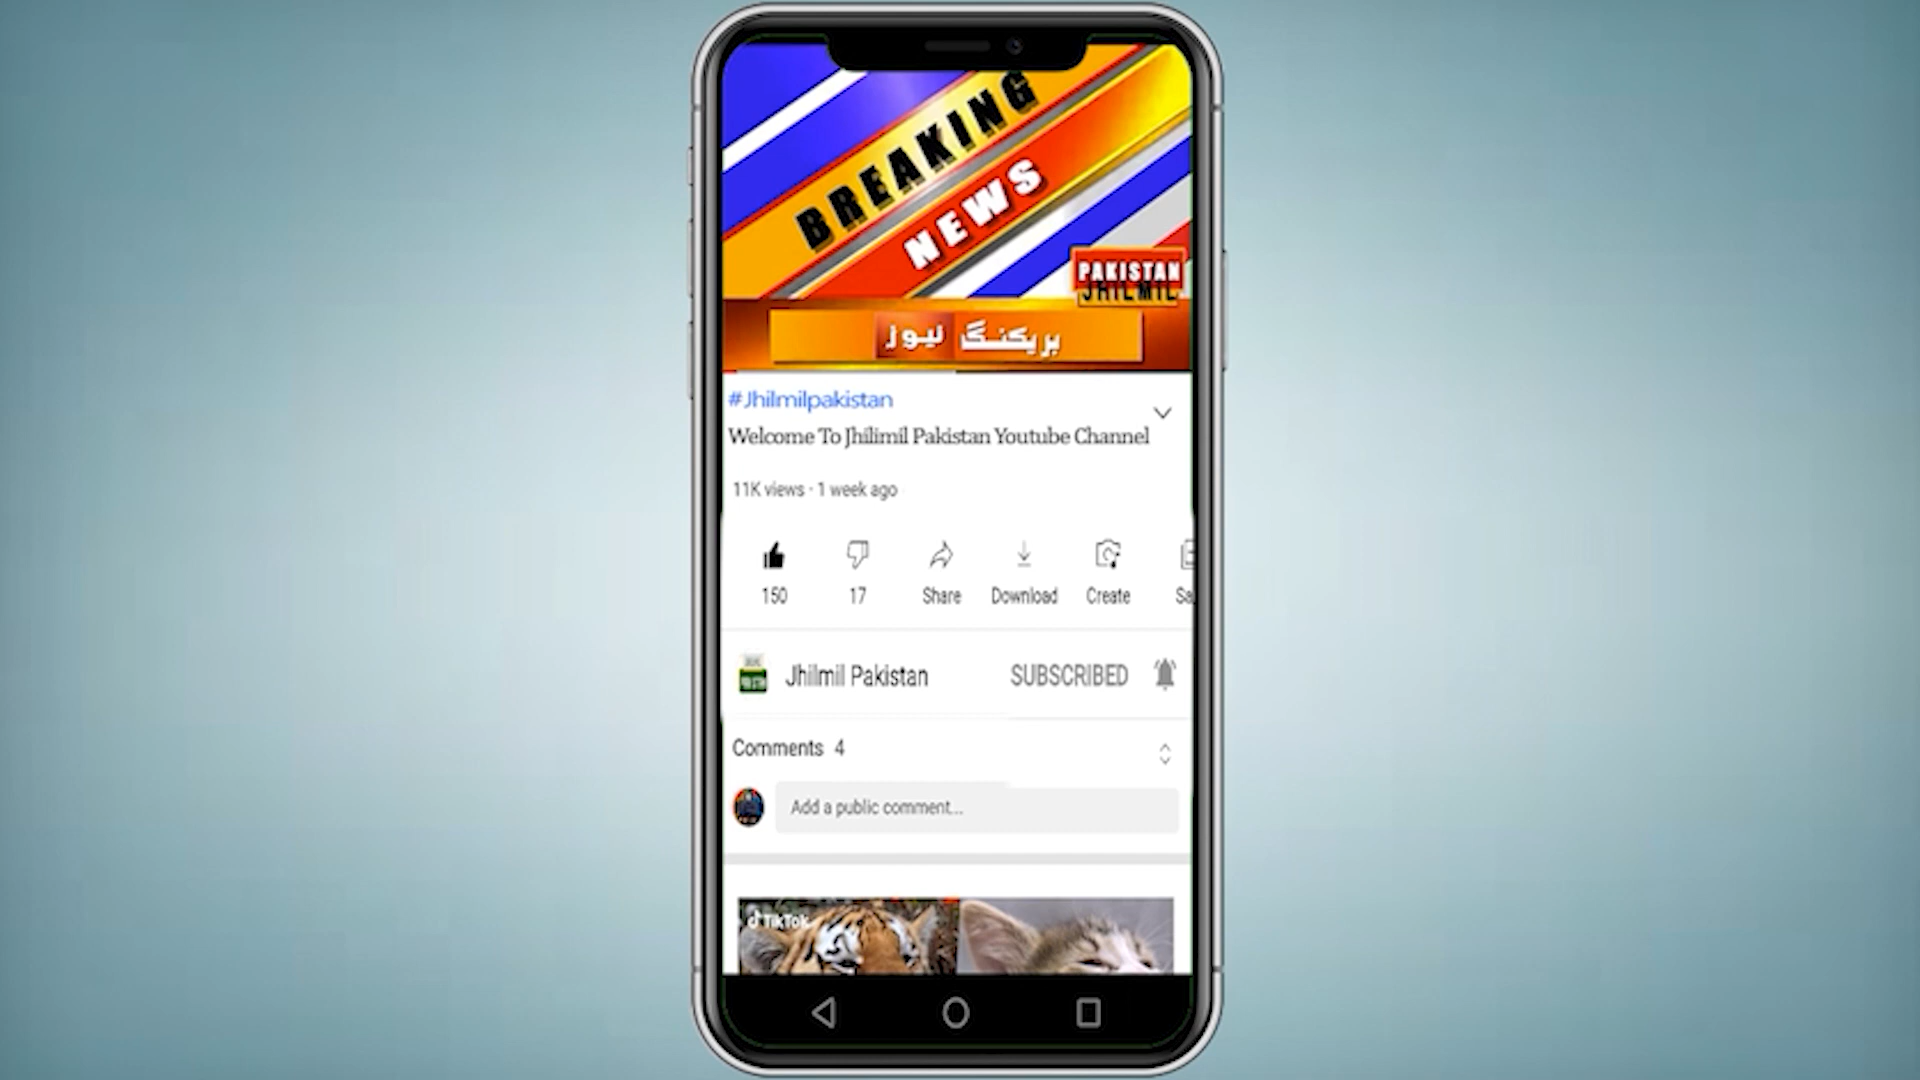 BREAKING
NEWS
PAKISTAN
JHILMIL
بریکنگ نیوز
#Jhilmilpakistan
Welcome To Jhilimil Pakistan Youtube Channel
11K views · 1 week ago
150
17
Share
Download
Create
Sa
Jhilmil Pakistan
SUBSCRIBED
Comments 4
Add a public comment...
TikTok